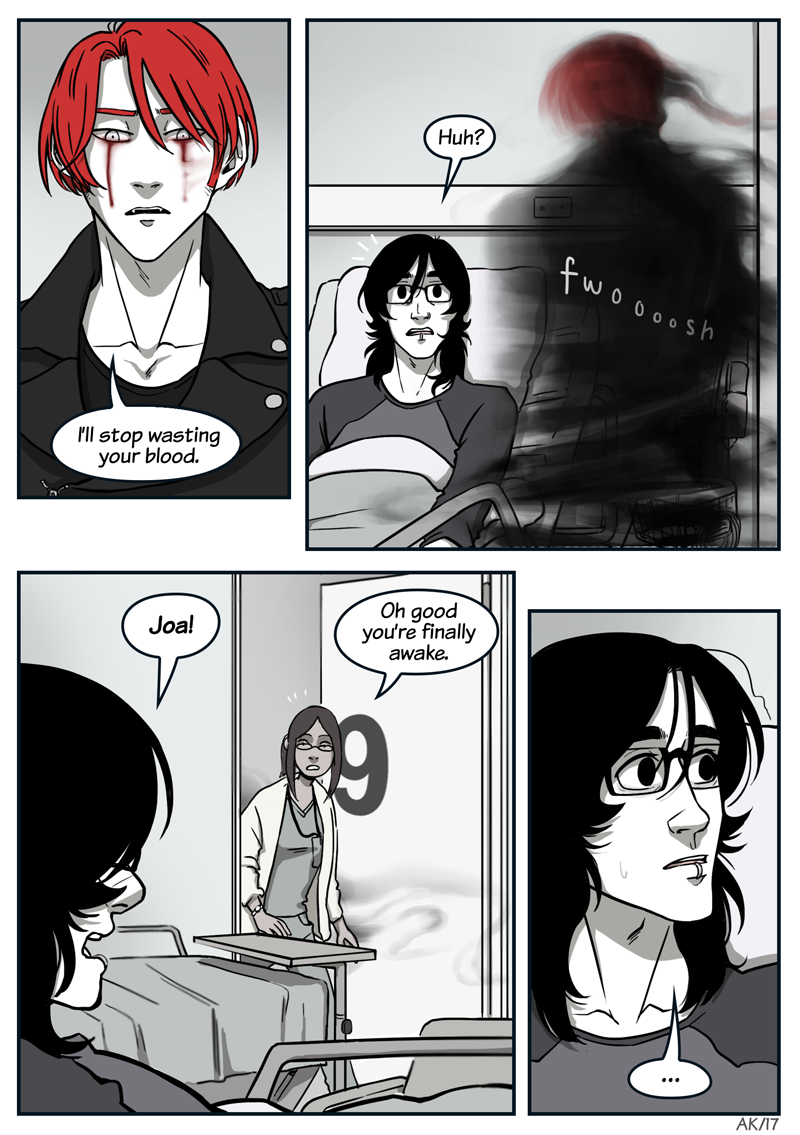 I'll stop wasting
your blood.
Huh?
fwoooosh
Joa!
Oh good
you're finally
awake.
9
...
AK/17